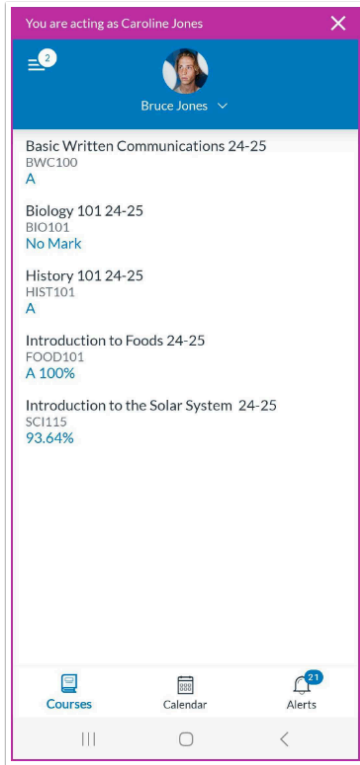 You are acting as Caroline Jones
2
Bruce Jones
Basic Written Communications 24-25
BWC100
A
Biology 101 24-25
BIO101
No Mark
History 101 24-25
HIST101
A
Introduction to Foods 24-25
FOOD101
A 100%
Introduction to the Solar System 24-25
SCI115
93.64%
21
Courses Calendar Alerts